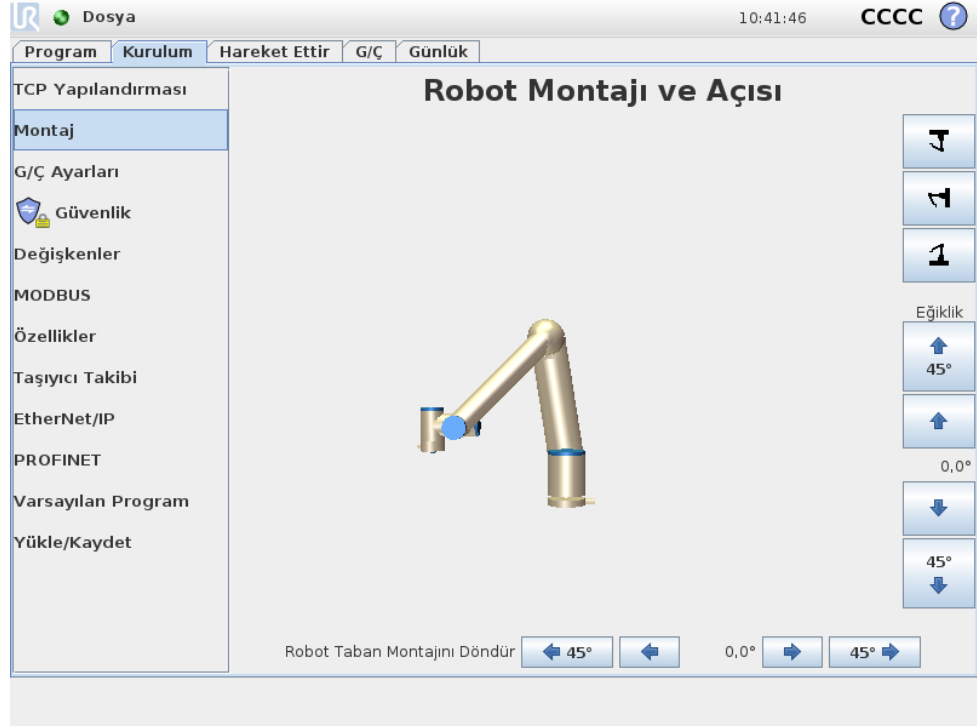 UR Dosya 10:41:46 CCCC ?
Program Kurulum Hareket Ettir G/Ç Günlük
TCP Yapılandırması
Montaj
G/Ç Ayarları
Güvenlik
Değişkenler
MODBUS
Özellikler
Taşıyıcı Takibi
EtherNet/IP
PROFINET
Varsayılan Program
Yükle/Kaydet
Robot Montajı ve Açısı
Eğiklik
45°
0,0°
45°
Robot Taban Montajını Döndür 45° 0,0° 45°